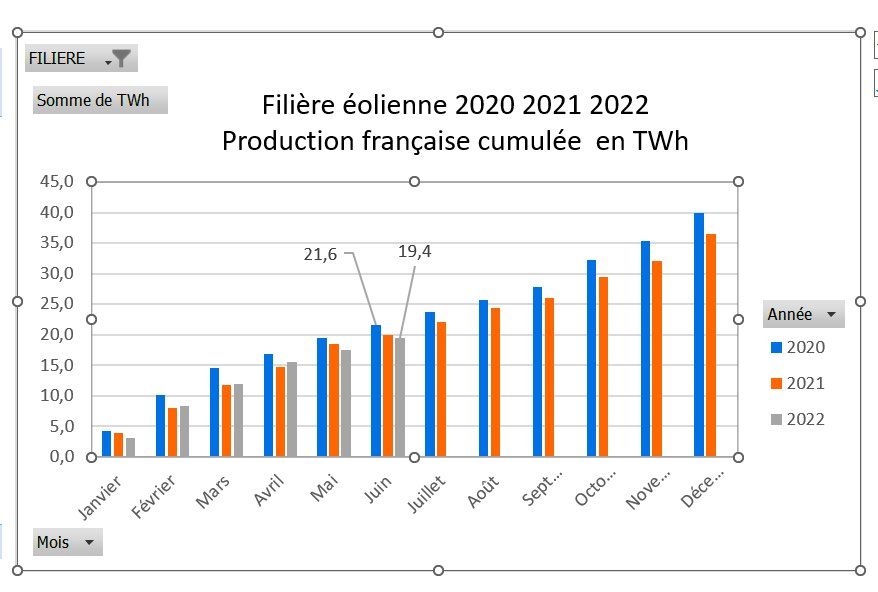 FILIERE
Somme de TWh
Filière éolienne 2020 2021 2022
Production française cumulée  en TWh
45,0
40,0
35,0
30,0
25,0
20,0
15,0
10,0
5,0
0,0
21,6
19,4
Janvier
Février
Mars
Avril
Mai
Juin
Juillet
Août
Sept...
Octo...
Nove...
Déce...
Année
2020
2021
2022
Mois